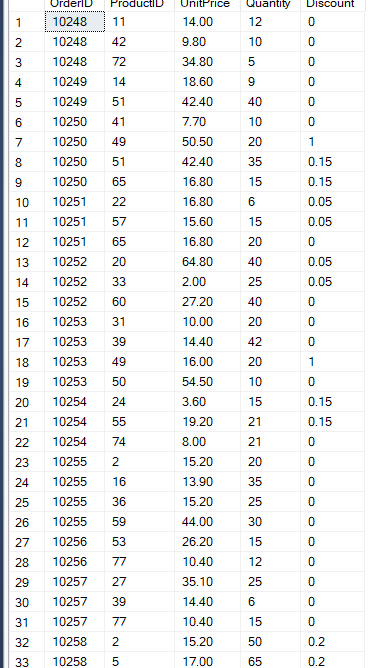 OrderID ProductID UnitPrice Quantity Discount
1 10248 11 14.00 12 0
2 10248 42 9.80 10 0
3 10248 72 34.80 5 0
4 10249 14 18.60 9 0
5 10249 51 42.40 40 0
6 10250 41 7.70 10 0
7 10250 49 50.50 20 1
8 10250 51 42.40 35 0.15
9 10250 65 16.80 15 0.15
10 10251 22 16.80 6 0.05
11 10251 57 15.60 15 0.05
12 10251 65 16.80 20 0
13 10252 20 64.80 40 0.05
14 10252 33 2.00 25 0.05
15 10252 60 27.20 40 0
16 10253 31 10.00 20 0
17 10253 39 14.40 42 0
18 10253 49 16.00 20 1
19 10253 50 54.50 10 0
20 10254 24 3.60 15 0.15
21 10254 55 19.20 21 0.15
22 10254 74 8.00 21 0
23 10255 2 15.20 20 0
24 10255 16 13.90 35 0
25 10255 36 15.20 25 0
26 10255 59 44.00 30 0
27 10256 53 26.20 15 0
28 10256 77 10.40 12 0
29 10257 27 35.10 25 0
30 10257 39 14.40 6 0
31 10257 77 10.40 15 0
32 10258 2 15.20 50 0.2
33 10258 5 17.00 65 0.2